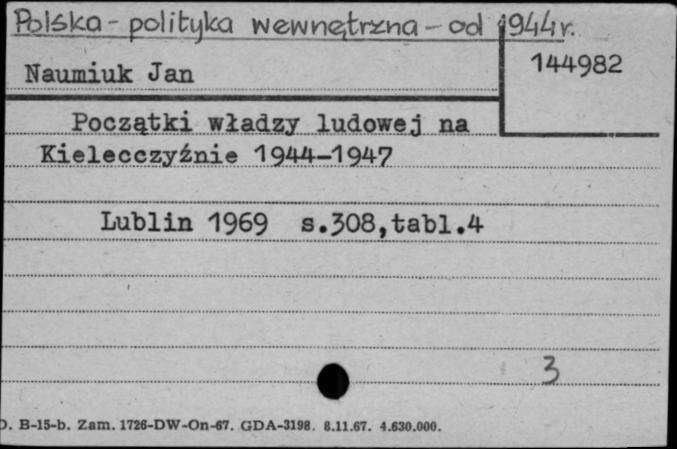 Polska - polityka wewnętrzna - od 1944 r.
Naumiuk Jan
144982
Początki władzy ludowej na
Kielecczyźnie 1944-1947
Lublin 1969 s.308, tabl.4
3
D. B-15-b. Zam. 1726-DW-On-67. GDA-3198. 8.11.67. 4.630.000.